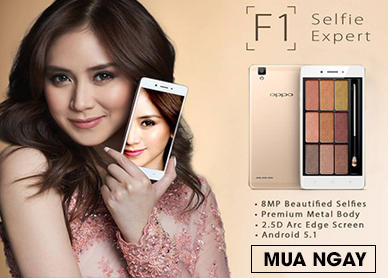 F1
Selfie
Expert
oppo
• 8MP Beautified Selfies
• Premium Metal Body
• 2.5D Arc Edge Screen
• Android 5.1
MUA NGAY